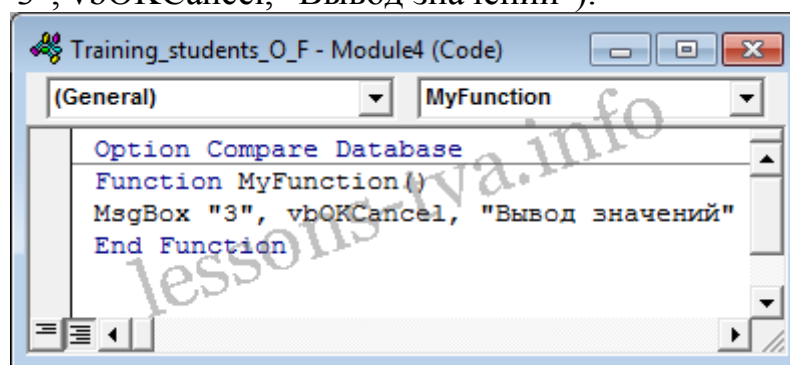 3", vbOKCancel, "Вывод значений").
Training_students_O_F - Module4 (Code)
(General) MyFunction
Option Compare Database
Function MyFunction()
MsgBox "3", vbOKCancel, "Вывод значений"
End Function
lessons-tva.info